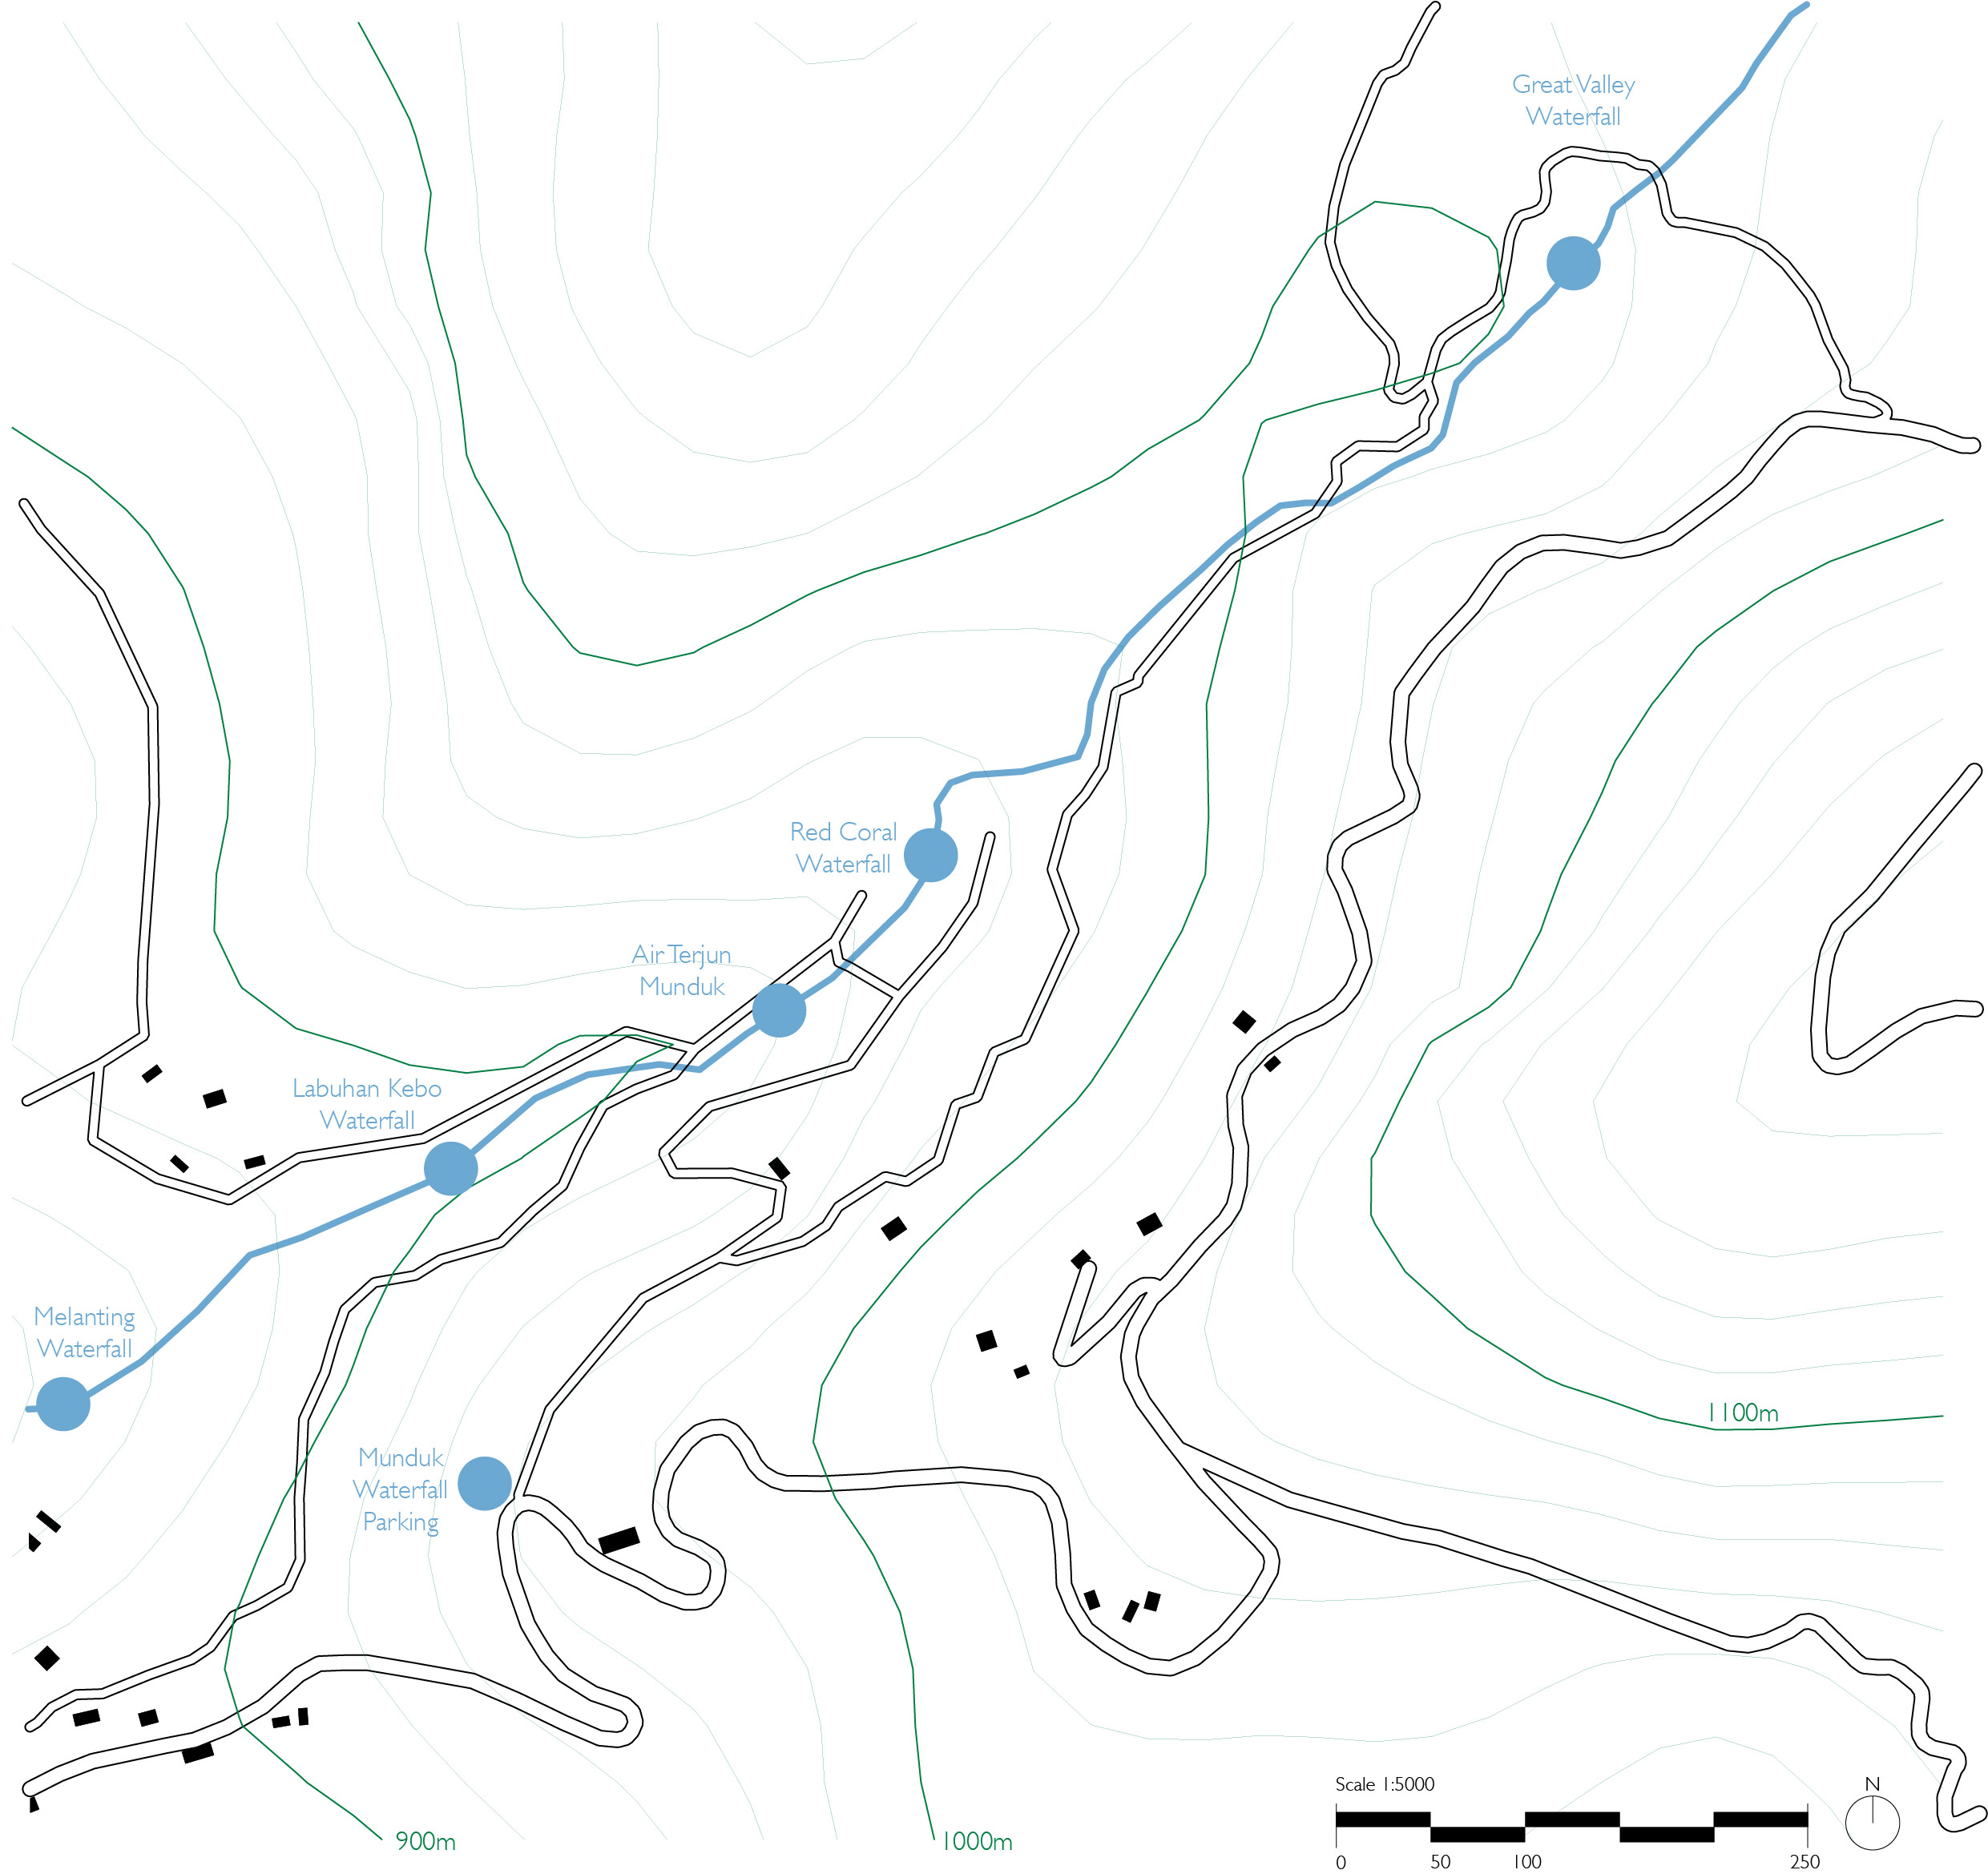 Great Valley
Waterfall
Red Coral
Waterfall
Air Terjun
Munduk
Labuhan Kebo
Waterfall
Melanting
Waterfall
1100m
Munduk
Waterfall
Parking
Scale 1:5000
N
900m
1000m
0
50
100
250